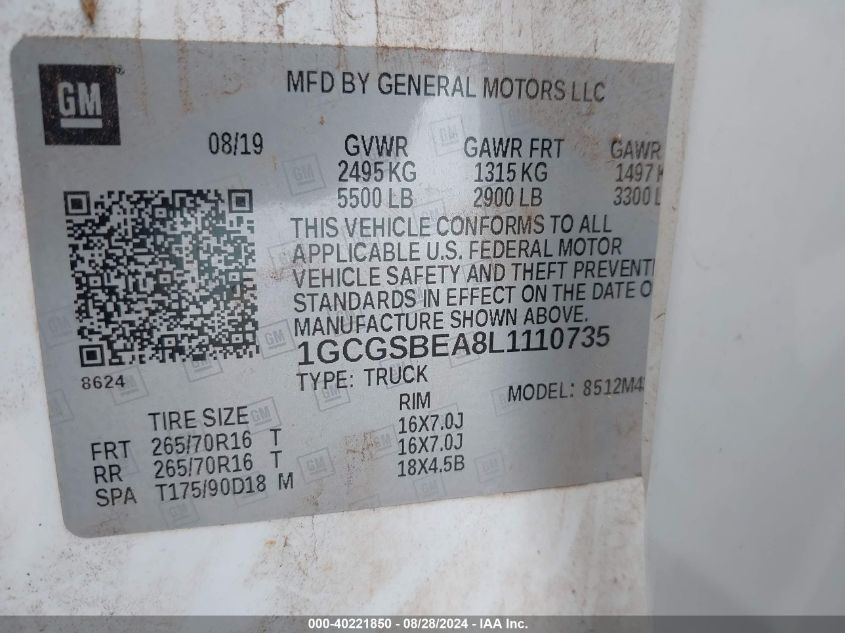 GM
MFD BY GENERAL MOTORS LLC
08/19 GVWR GAWR FRT GAWR
2495 KG 1315 KG 1497
5500 LB 2900 LB 3300 L
THIS VEHICLE CONFORMS TO ALL
APPLICABLE U.S. FEDERAL MOTOR
VEHICLE SAFETY AND THEFT PREVENTI
STANDARDS IN EFFECT ON THE DATE O
MANUFACTURE SHOWN ABOVE.
1GCGSBEA8L1110735
8624
TYPE: TRUCK
MODEL: 8512M4
TIRE SIZE RIM
FRT 265/70R16 T 16X7.0J
RR 265/70R16 T 16X7.0J
SPA T175/90D18 M 18X4.5B
000-40221850 / 08/28/2024 - IAA Inc.